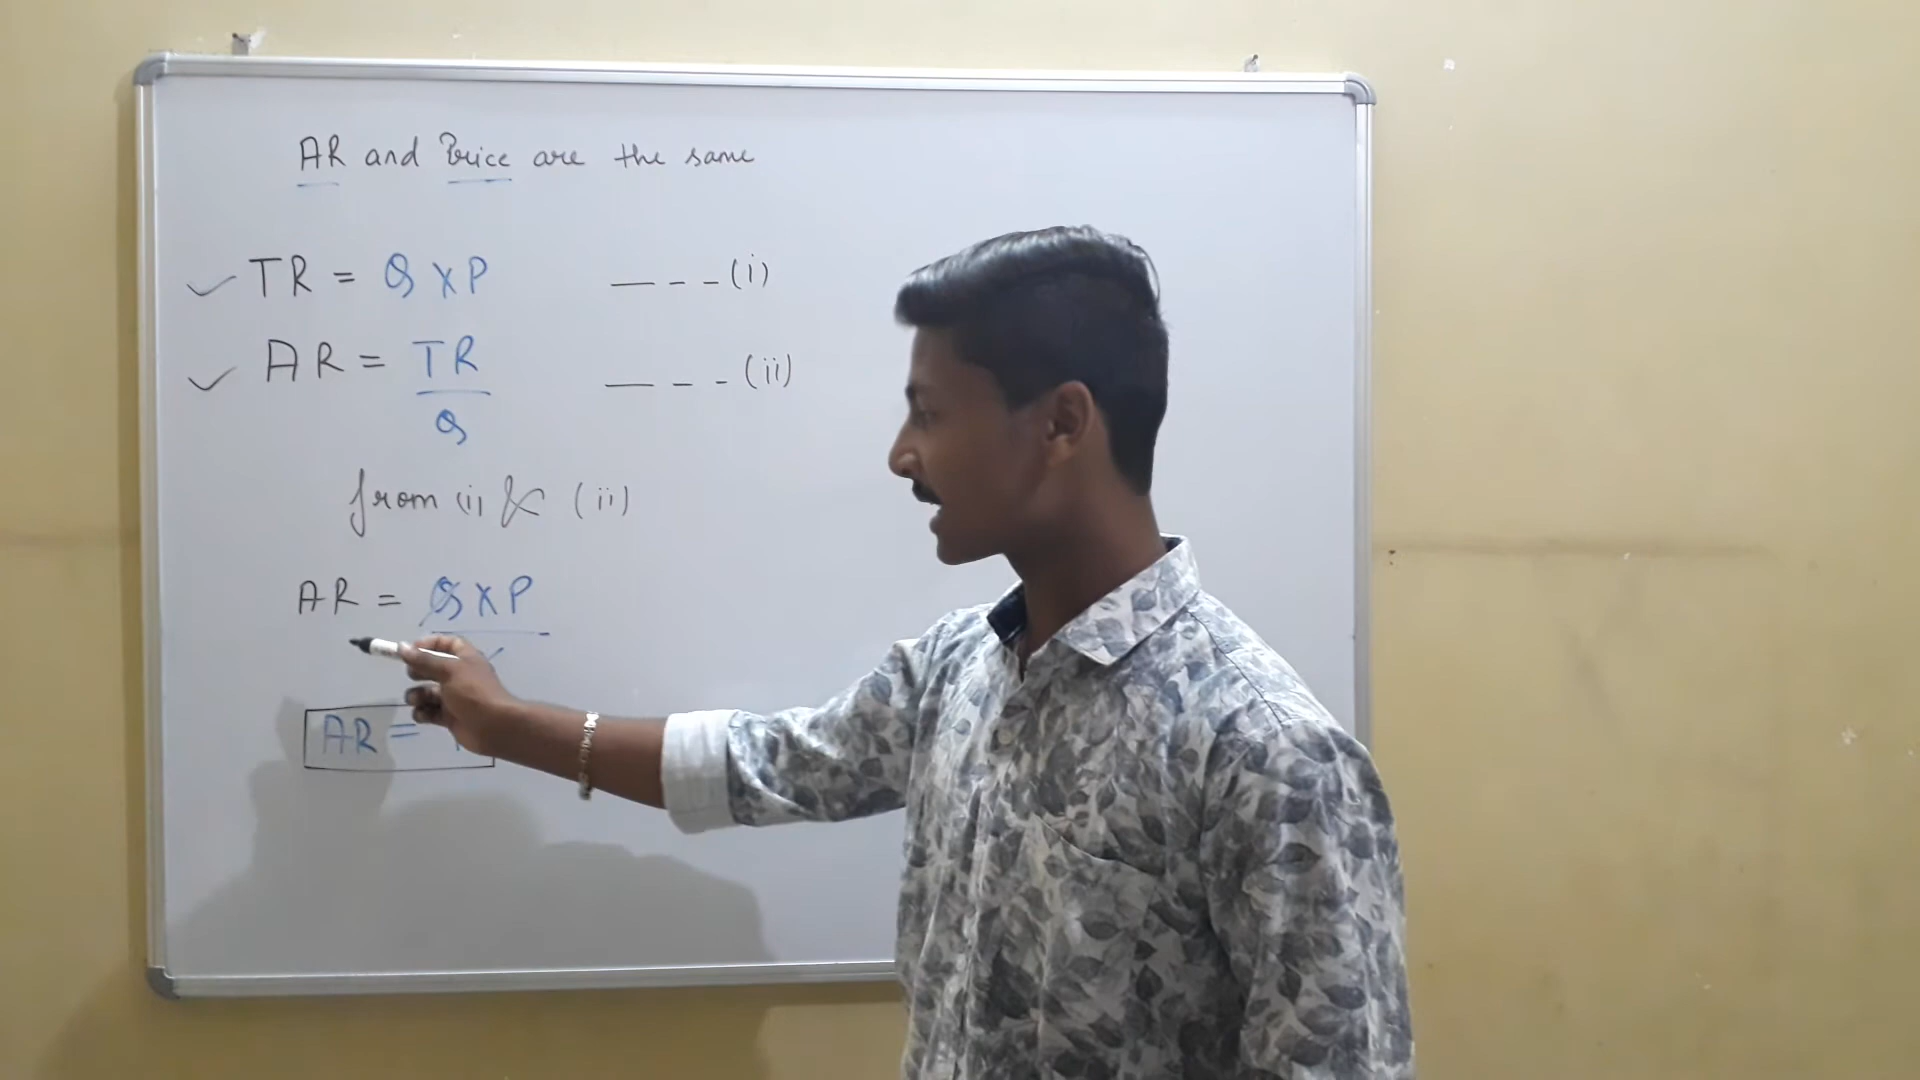 AR and Price are the same
TR = Q X P ---(i)
AR = TR ---(ii)
Q
from (i) & (ii)
AR = Q X P
AR =